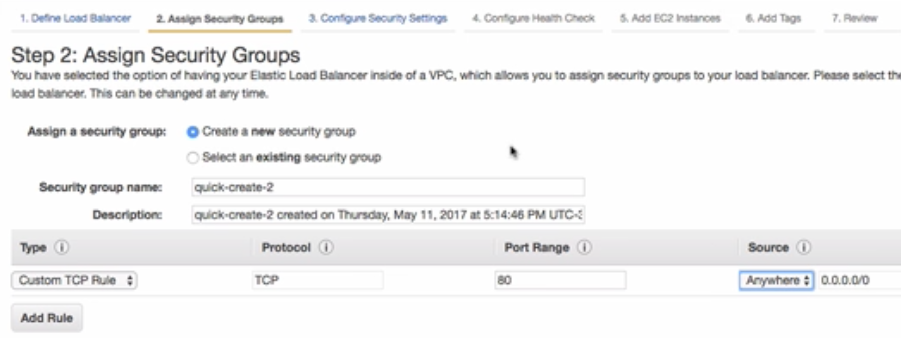 1. Define Load Balancer 2. Assign Security Groups 3. Configure Security Settings 4. Configure Health Check 5. Add EC2 Instances 6. Add Tags 7. Review
Step 2: Assign Security Groups
You have selected the option of having your Elastic Load Balancer inside of a VPC, which allows you to assign security groups to your load balancer. Please select the
load balancer. This can be changed at any time.
Assign a security group: Create a new security group
Select an existing security group
Security group name: quick-create-2
Description: quick-create-2 created on Thursday, May 11, 2017 at 5:14:46 PM UTC-3
Type Protocol Port Range Source
Custom TCP Rule TCP 80 Anywhere 0.0.0.0/0
Add Rule